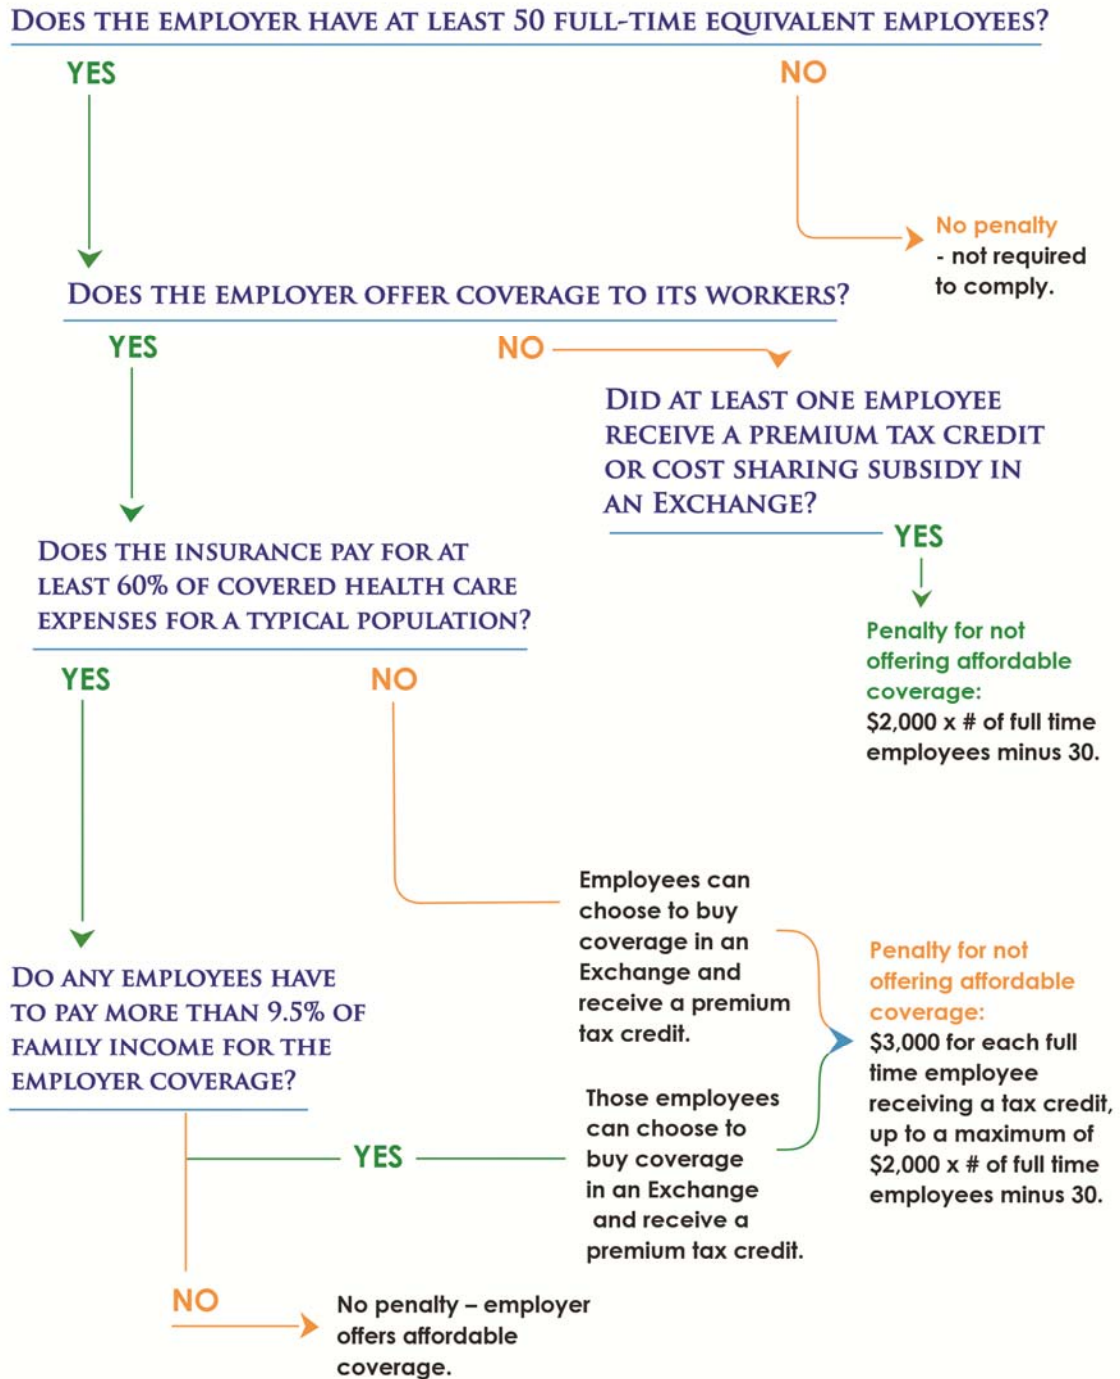 DOES THE EMPLOYER HAVE AT LEAST 50 FULL-TIME EQUIVALENT EMPLOYEES?
YES
NO
No penalty
- not required
to comply.
DOES THE EMPLOYER OFFER COVERAGE TO ITS WORKERS?
YES
NO
DID AT LEAST ONE EMPLOYEE
RECEIVE A PREMIUM TAX CREDIT
OR COST SHARING SUBSIDY IN
AN EXCHANGE?
YES
Penalty for not
offering affordable
coverage:
$2,000 x # of full time
employees minus 30.
DOES THE INSURANCE PAY FOR AT
LEAST 60% OF COVERED HEALTH CARE
EXPENSES FOR A TYPICAL POPULATION?
YES
NO
Employees can
choose to buy
coverage in an
Exchange and
receive a premium
tax credit.
Penalty for not
offering affordable
coverage:
$3,000 for each full
time employee
receiving a tax credit,
up to a maximum of
$2,000 x # of full time
employees minus 30.
DO ANY EMPLOYEES HAVE
TO PAY MORE THAN 9.5% OF
FAMILY INCOME FOR THE
EMPLOYER COVERAGE?
YES
Those employees
can choose to
buy coverage
in an Exchange
and receive a
premium tax credit.
NO
No penalty – employer
offers affordable
coverage.